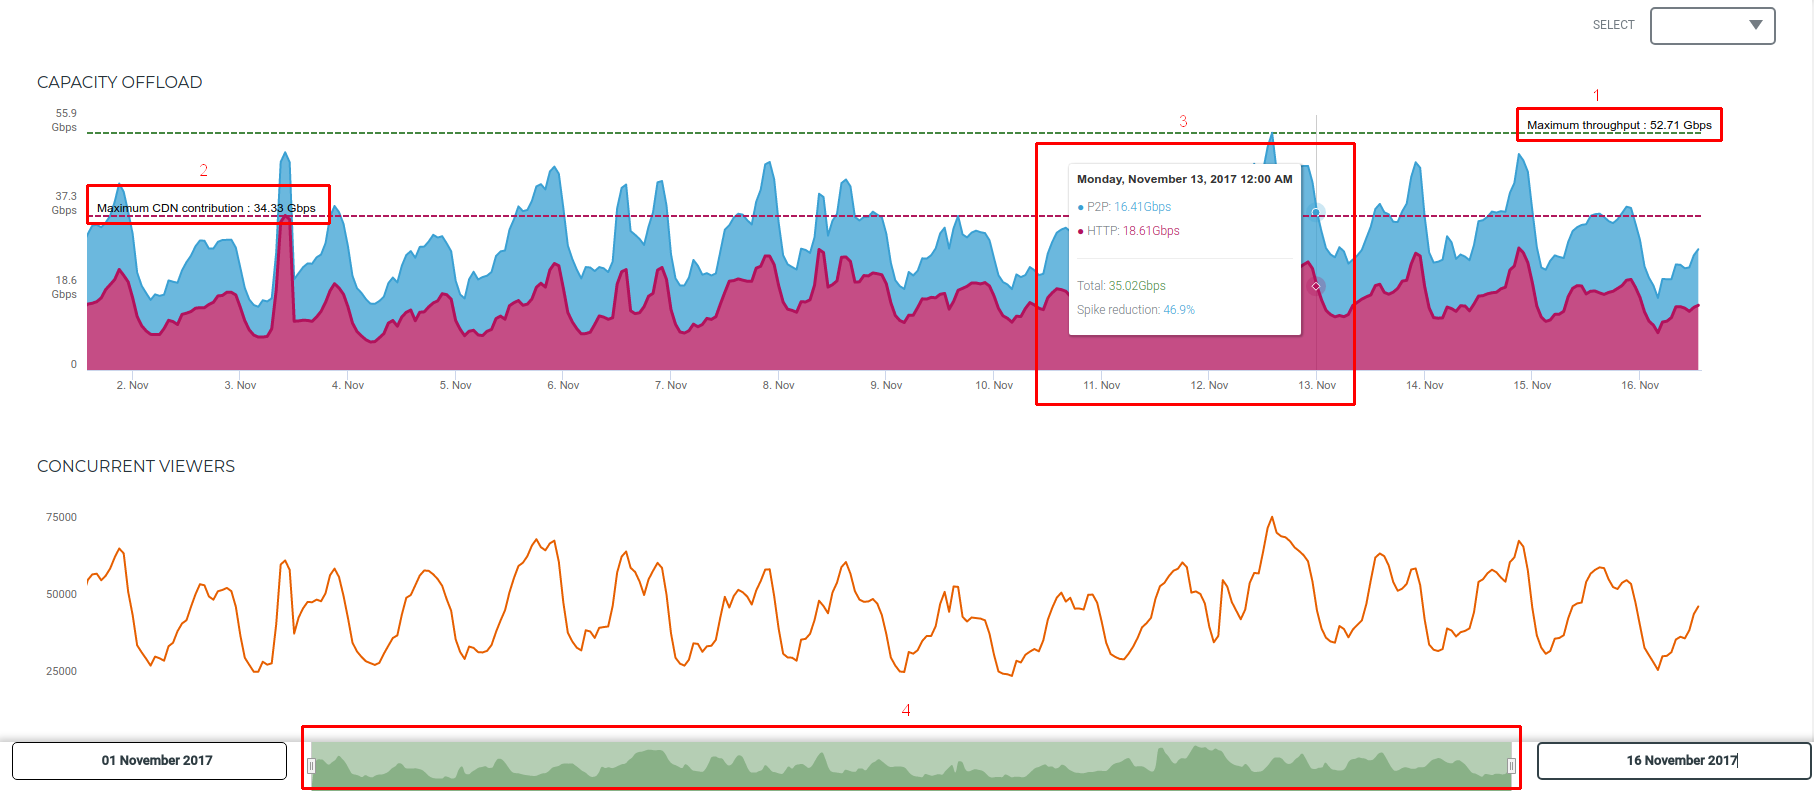 SELECT
CAPACITY OFFLOAD
1
55.9
Gbps
3
Maximum throughput : 52.71 Gbps
2
Monday, November 13, 2017 12:00 AM
37.3
Gbps
Maximum CDN contribution : 34.33 Gbps
● P2P: 16.41Gbps
● HTTP: 18.61Gbps
18.6
Gbps
Total: 35.02Gbps
Spike reduction: 46.9%
0
2. Nov 3. Nov 4. Nov 5. Nov 6. Nov 7. Nov 8. Nov 9. Nov 10. Nov 11. Nov 12. Nov 13. Nov 14. Nov 15. Nov 16. Nov
CONCURRENT VIEWERS
75000
50000
25000
4
01 November 2017
16 November 2017